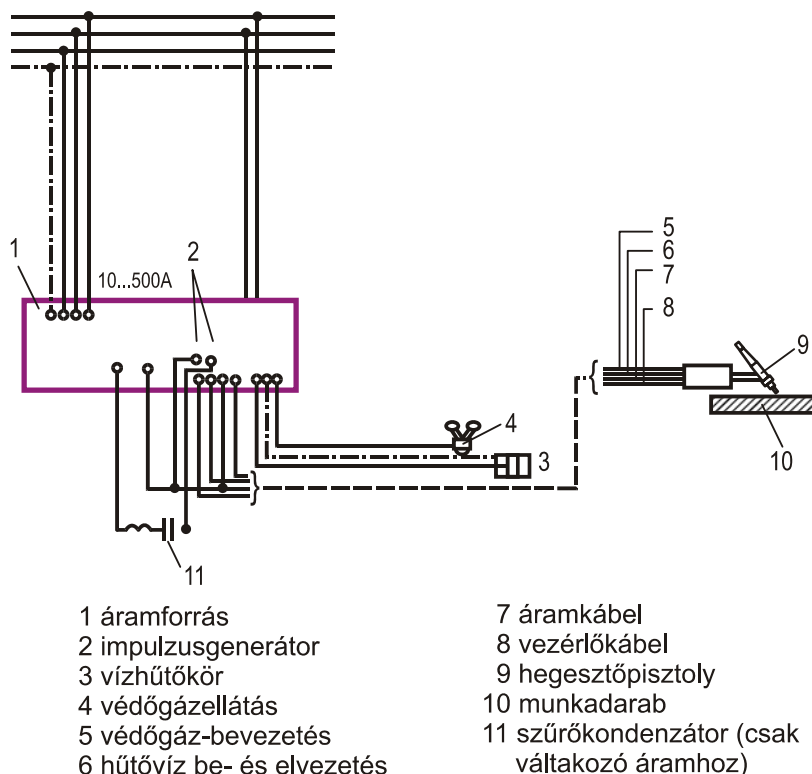 1
2
10...500A
5
6
7
8
9
4
3
10
11
1 áramforrás
2 impulzusgenerátor
3 vízhűtőkör
4 védőgázellátás
5 védőgáz-bevezetés
6 hűtővíz be- és elvezetés
7 áramkábel
8 vezérlőkábel
9 hegesztőpisztoly
10 munkadarab
11 szűrőkondenzátor (csak
váltakozó áramhoz)